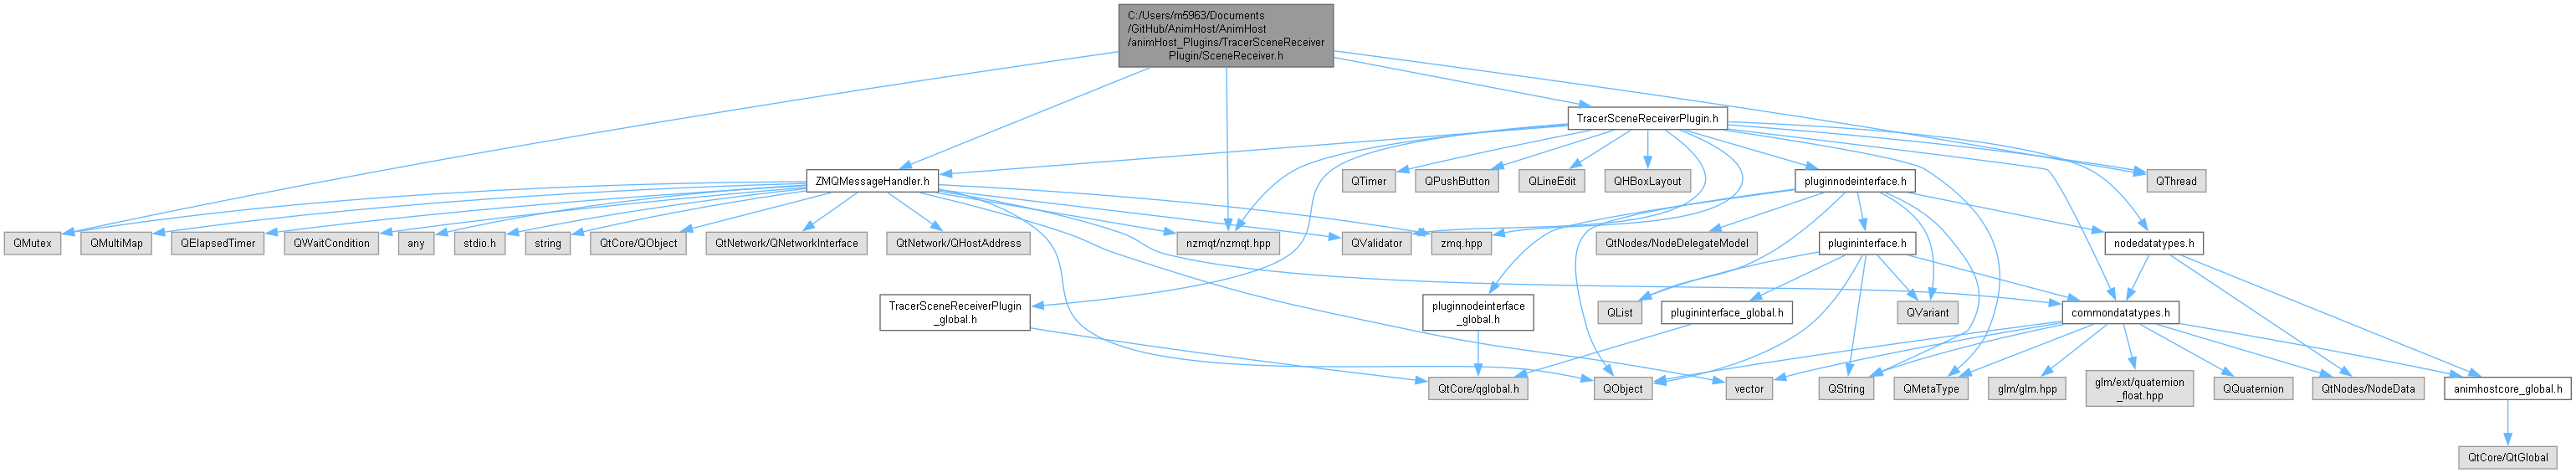 C:/Users/m5963/Documents
/GitHub/AnimHost/AnimHost
/animHost_Plugins/TracerSceneReceiver
Plugin/SceneReceiver.h
TracerSceneReceiverPlugin.h
ZMQMessageHandler.h
QTimer
QPushButton
QLineEdit
QHBoxLayout
pluginnodeinterface.h
QThread
QMutex
QMultiMap
QElapsedTimer
QWaitCondition
any
stdio.h
string
QtCore/QObject
QtNetwork/QNetworkInterface
QtNetwork/QHostAddress
nzmqt/nzmqt.hpp
QValidator
zmq.hpp
QtNodes/NodeDelegateModel
plugininterface.h
nodedatatypes.h
TracerSceneReceiverPlugin
_global.h
pluginnodeinterface
_global.h
QList
plugininterface_global.h
QVariant
commondatatypes.h
QtCore/qglobal.h
QObject
vector
QString
QMetaType
glm/glm.hpp
glm/ext/quaternion
_float.hpp
QQuaternion
QtNodes/NodeData
animhostcore_global.h
QtCore/QtGlobal